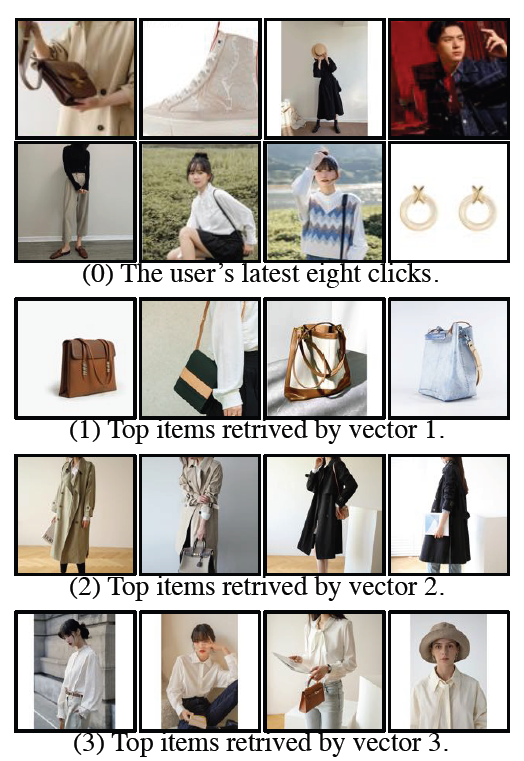 (0) The user's latest eight clicks.
(1) Top items retrived by vector 1.
(2) Top items retrived by vector 2.
(3) Top items retrived by vector 3.